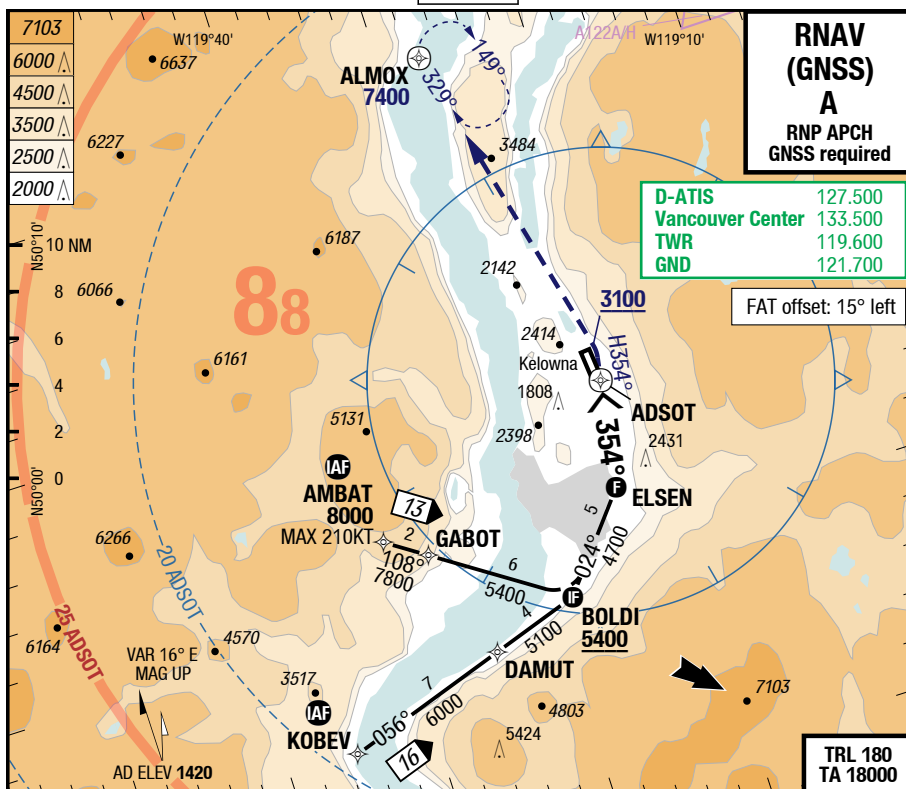 7103
6000
4500
3500
2500
2000
W119°40'
6637
ALMOX
7400
329°
149°
A122A/H
W119°10'
RNAV
(GNSS)
A
RNP APCH
GNSS required
6227
3484
D-ATIS 127.500
Vancouver Center 133.500
TWR 119.600
GND 121.700
N50°10'
10 NM
8
6
4
2
0
N50°00'
6187
88
2142
3100
FAT offset: 15° left
6066
2414
Kelowna
H354°
6161
1808
ADSOT
5131
2398
354°
2431
IAF
AMBAT
8000
MAX 210KT
13
F
ELSEN
2
GABOT
108°
7800
6
5400
5
024°
4700
6266
20 ADSOT
IF
BOLDI
5400
4
5100
25 ADSOT
6164
4570
DAMUT
VAR 16° E
MAG UP
3517
IAF
KOBEV
7
056°
6000
16
4803
7103
5424
AD ELEV 1420
TRL 180
TA 18000